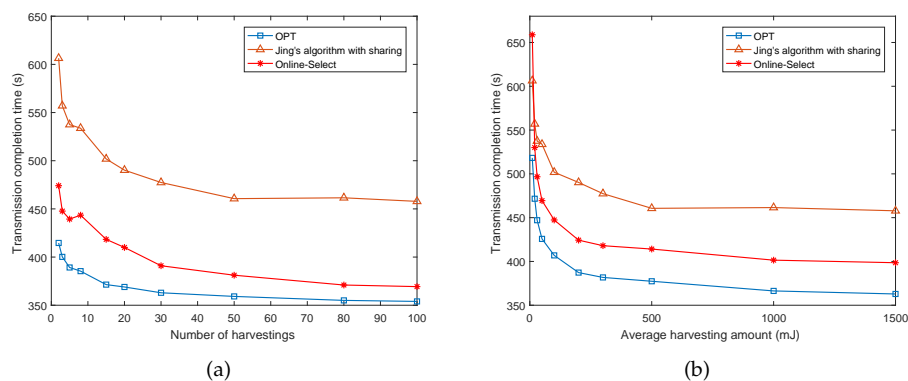 650
600
550
500
450
400
350
Transmission completion time (s)
OPT
Jing's algorithm with sharing
Online-Select
0 10 20 30 40 50 60 70 80 90 100
Number of harvestings
(a)
650
600
550
500
450
400
350
Transmission completion time (s)
OPT
Jing's algorithm with sharing
Online-Select
0 500 1000 1500
Average harvesting amount (mJ)
(b)